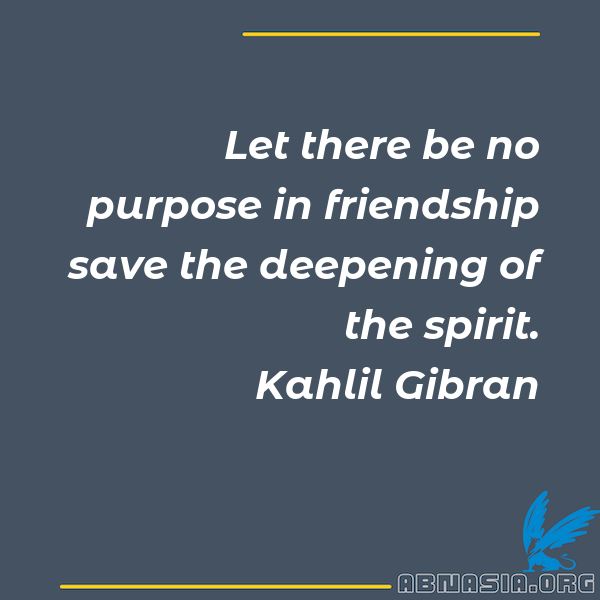 Let there be no
purpose in friendship
save the deepening of
the spirit.
Kahlil Gibran
ABNASIA.ORG